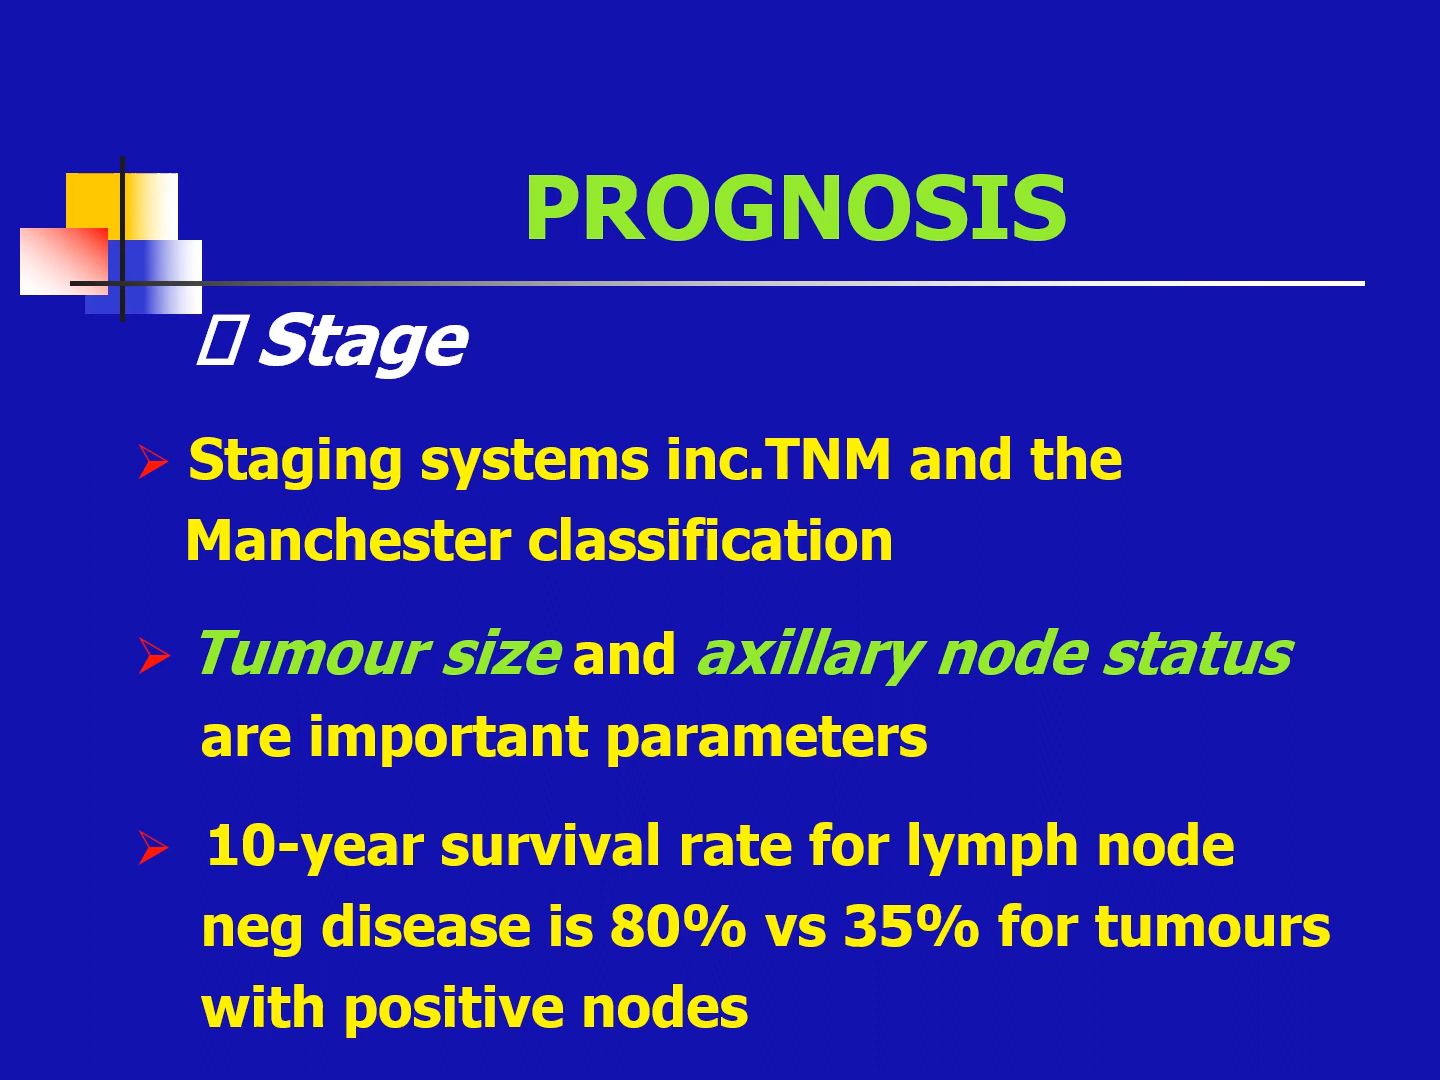 PROGNOSIS
Stage
Staging systems inc.TNM and the
Manchester classification
Tumour size and axillary node status
are important parameters
10-year survival rate for lymph node
neg disease is 80% vs 35% for tumours
with positive nodes